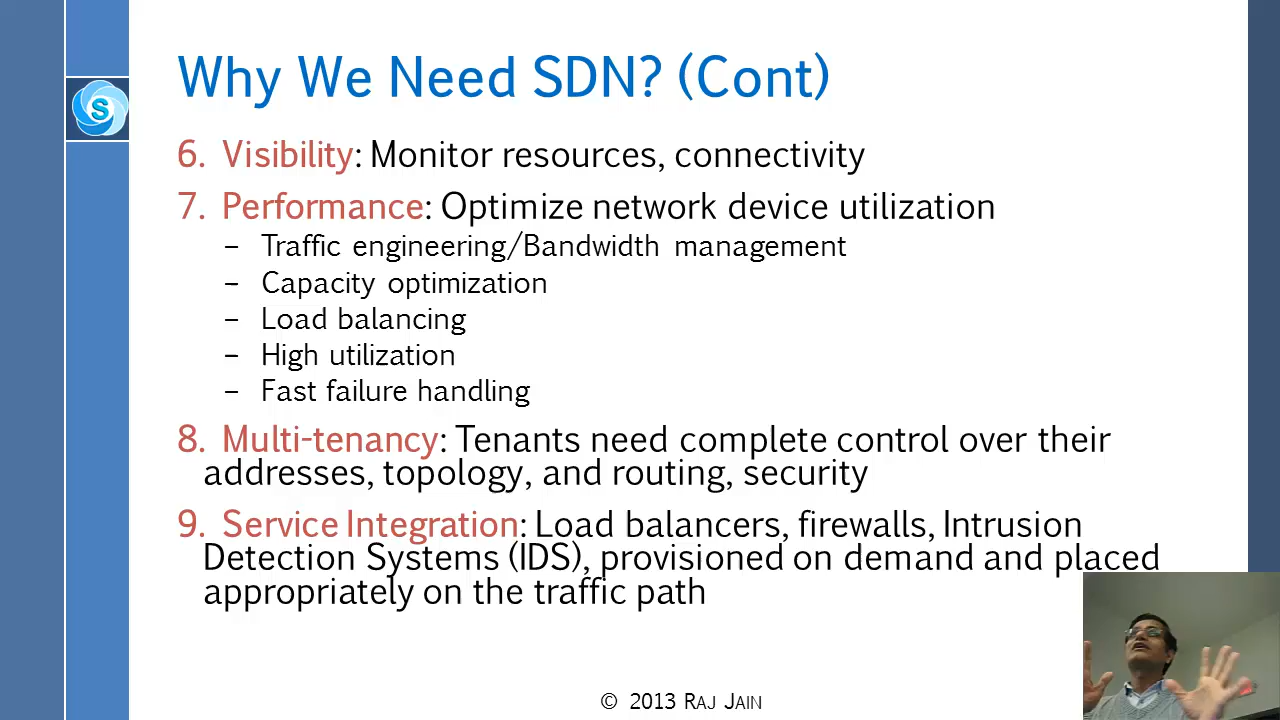 Why We Need SDN? (Cont)
S
6. Visibility: Monitor resources, connectivity
7. Performance: Optimize network device utilization
– Traffic engineering/Bandwidth management
– Capacity optimization
– Load balancing
– High utilization
– Fast failure handling
8. Multi-tenancy: Tenants need complete control over their
addresses, topology, and routing, security
9. Service Integration: Load balancers, firewalls, Intrusion
Detection Systems (IDS), provisioned on demand and placed
appropriately on the traffic path
© 2013 RAJ JAIN